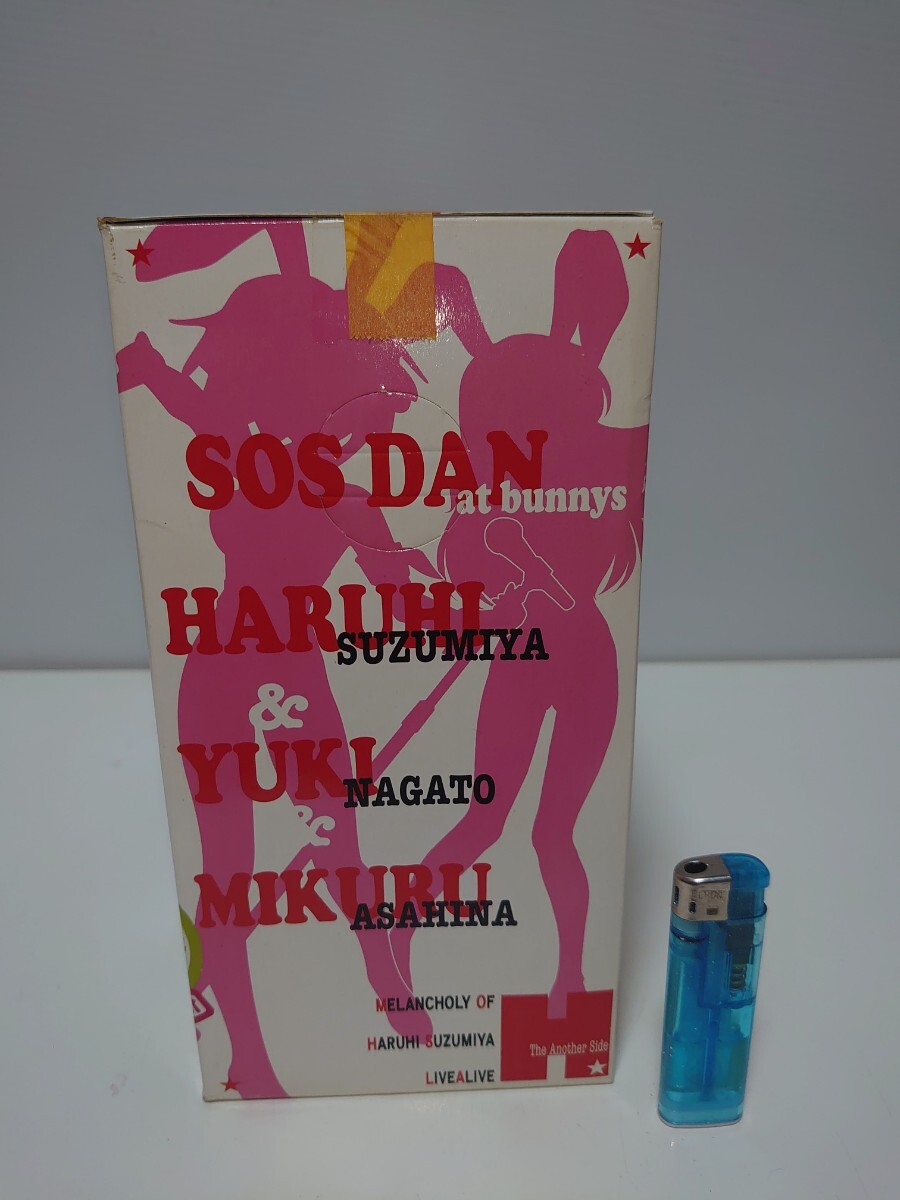 SOS DAN
at bunnys
HARUHI
SUZUMIYA
&
YUKI
NAGATO
&
MIKURU
ASAHINA
MELANCHOLY OF
HARUHI SUZUMIYA
LIVEALIVE
H
The Another Side